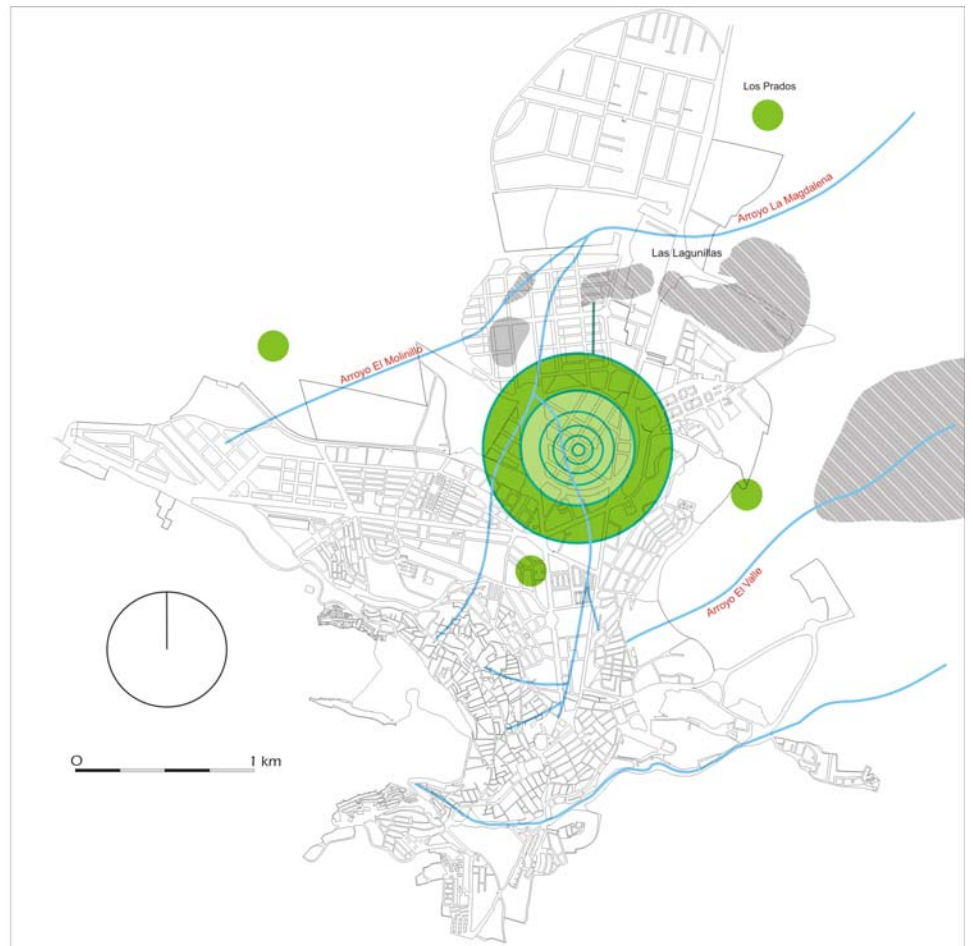 Los Prados
Arroyo La Magdalena
Las Lagunillas
Arroyo El Molinillo
Arroyo El Valle
0 1 km